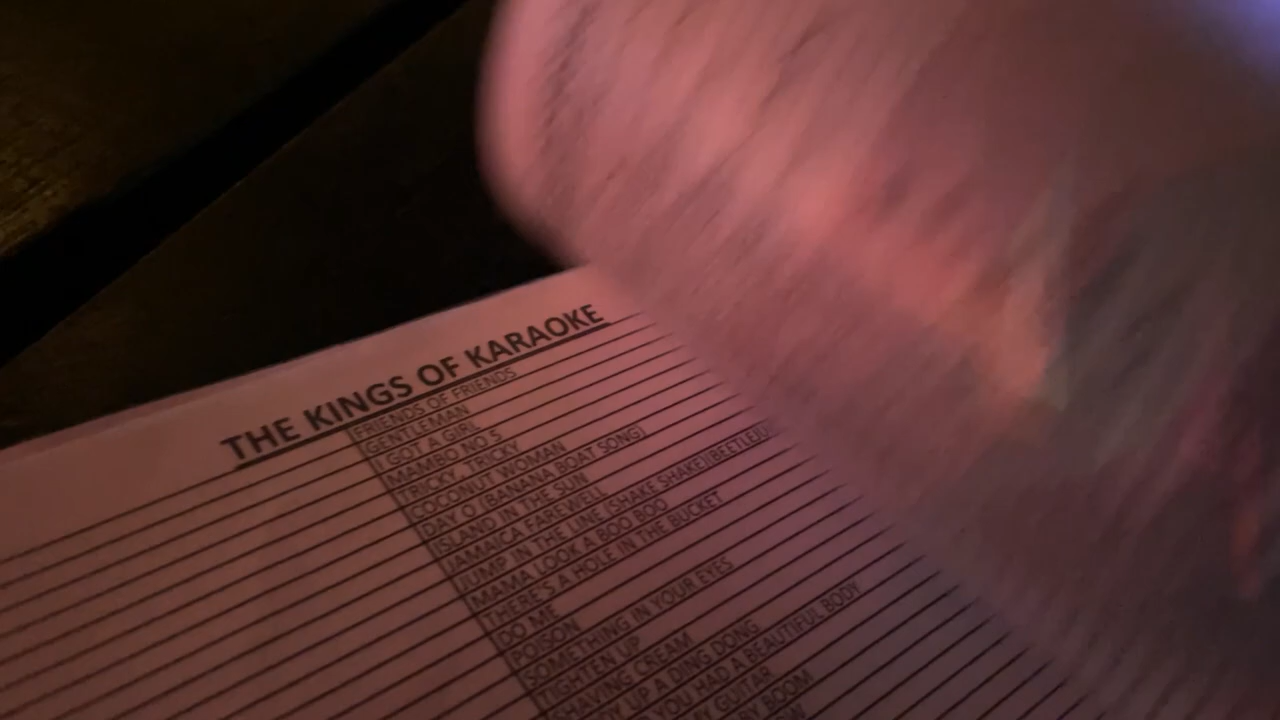 THE KINGS OF KARAOKE
FRIENDS OF FRIENDS
GENTLEMAN
I GOT A GIRL
MAMBO NO 5
TRICKY, TRICKY
COCONUT WOMAN
DAY O (BANANA BOAT SONG)
ISLAND IN THE SUN
JAMAICA FAREWELL
JUMP IN THE LINE (SHAKE SHAKE)(BEETLEJU
MAMA LOOK A BOO BOO
THERE'S A HOLE IN THE BUCKET
DO ME
POISON
SOMETHING IN YOUR EYES
TIGHTEN UP
SHAVING CREAM
UP A DING DONG
YOU HAD A BEAUTIFUL BODY
MY GUITAR
BOOM